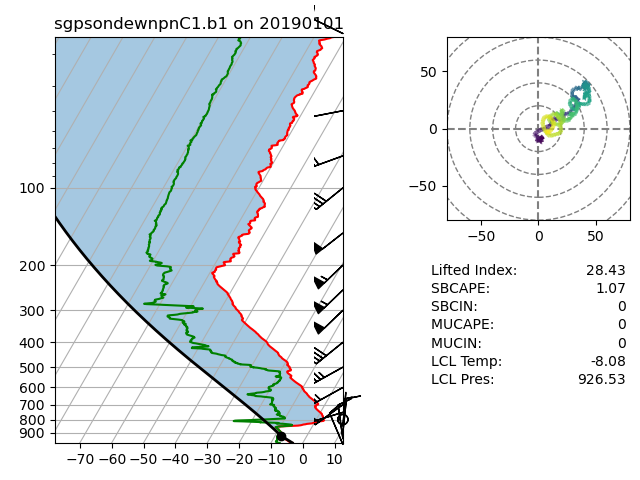 sgpsondewnpnC1.b1 on 20190101
100
200
300
400
500
600
700
800
900
−70 −60 −50 −40 −30 −20 −10 0 10
50
0
−50
−50 0 50
Lifted Index: 28.43
SBCAPE: 1.07
SBCIN: 0
MUCAPE: 0
MUCIN: 0
LCL Temp: -8.08
LCL Pres: 926.53